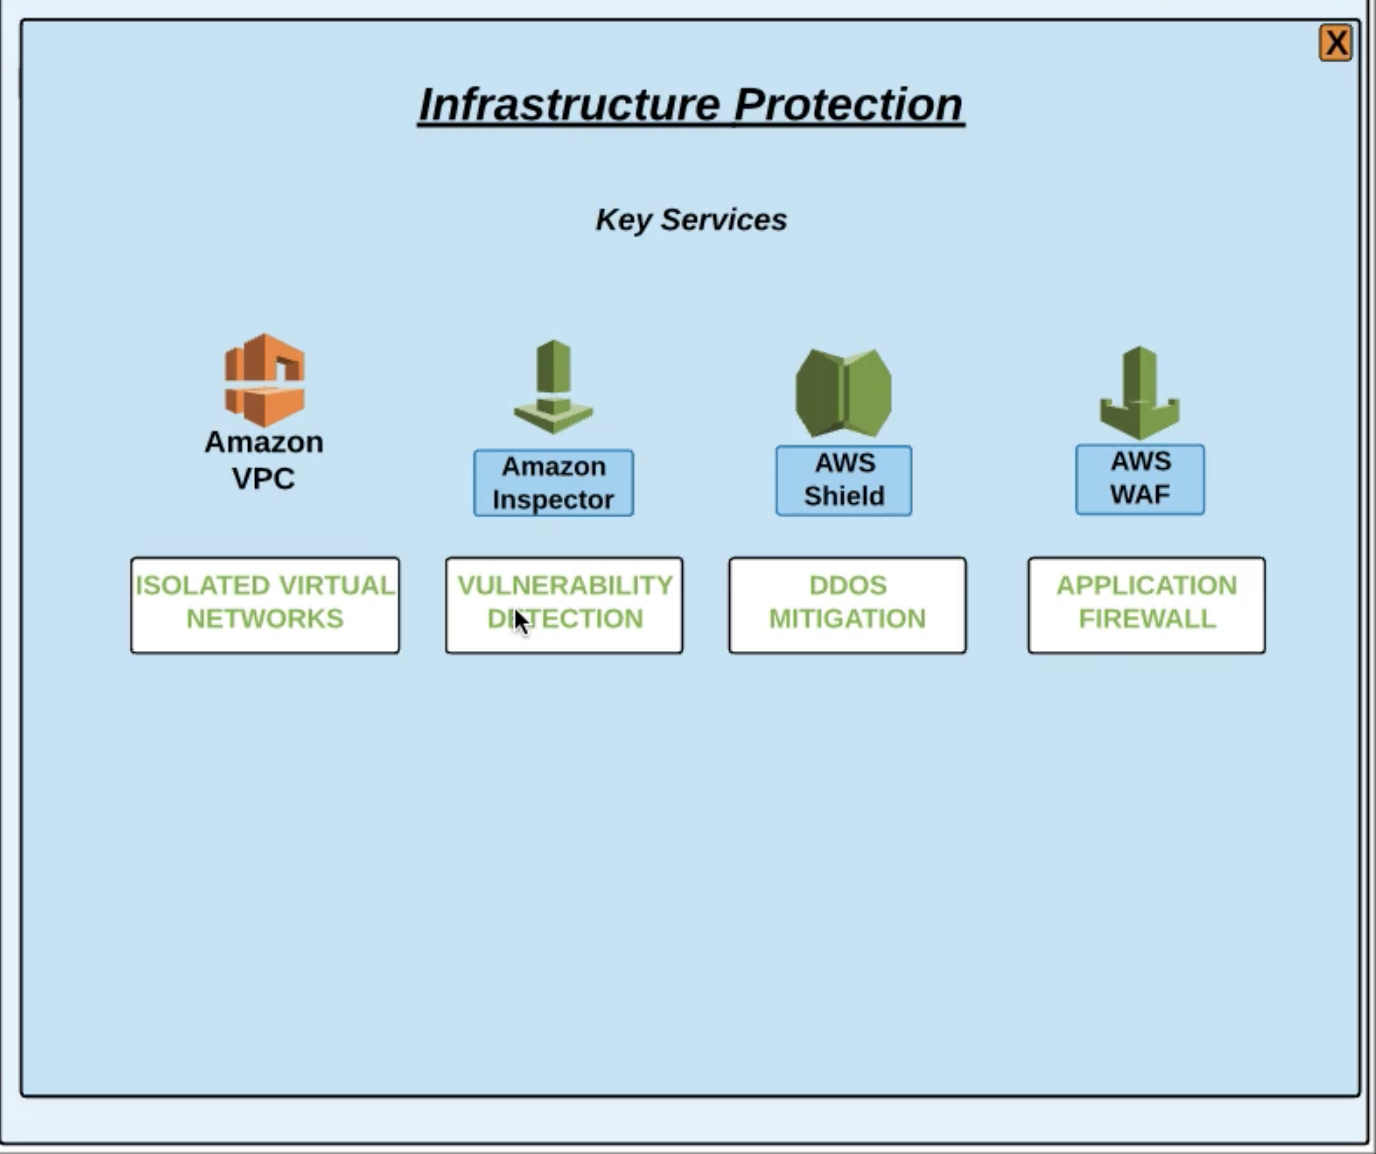 X
Infrastructure Protection
Key Services
Amazon
VPC
Amazon
Inspector
AWS
Shield
AWS
WAF
ISOLATED VIRTUAL
NETWORKS
VULNERABILITY
DETECTION
DDOS
MITIGATION
APPLICATION
FIREWALL